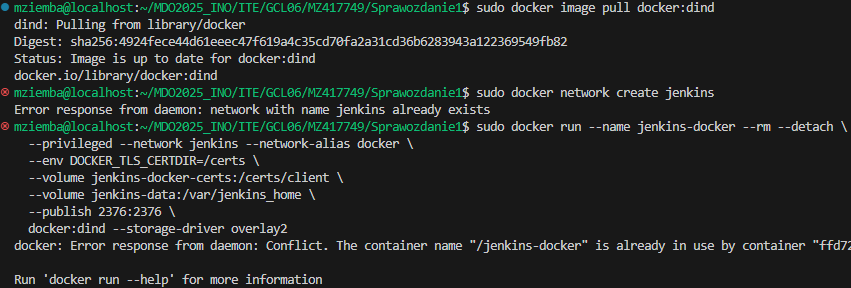 mziemba@localhost:~/MDO2025_INO/ITE/GCL06/MZ417749/Sprawozdanie1$ sudo docker image pull docker:dind
dind: Pulling from library/docker
Digest: sha256:4924fece44d61eeec47f619a4c35cd70fa2a31cd36b6283943a122369549fb82
Status: Image is up to date for docker:dind
docker.io/library/docker:dind
mziemba@localhost:~/MDO2025_INO/ITE/GCL06/MZ417749/Sprawozdanie1$ sudo docker network create jenkins
Error response from daemon: network with name jenkins already exists
mziemba@localhost:~/MDO2025_INO/ITE/GCL06/MZ417749/Sprawozdanie1$ sudo docker run --name jenkins-docker --rm --detach \
  --privileged --network jenkins --network-alias docker \
  --env DOCKER_TLS_CERTDIR=/certs \
  --volume jenkins-docker-certs:/certs/client \
  --volume jenkins-data:/var/jenkins_home \
  --publish 2376:2376 \
  docker:dind --storage-driver overlay2
docker: Error response from daemon: Conflict. The container name "/jenkins-docker" is already in use by container "ffd72

Run 'docker run --help' for more information